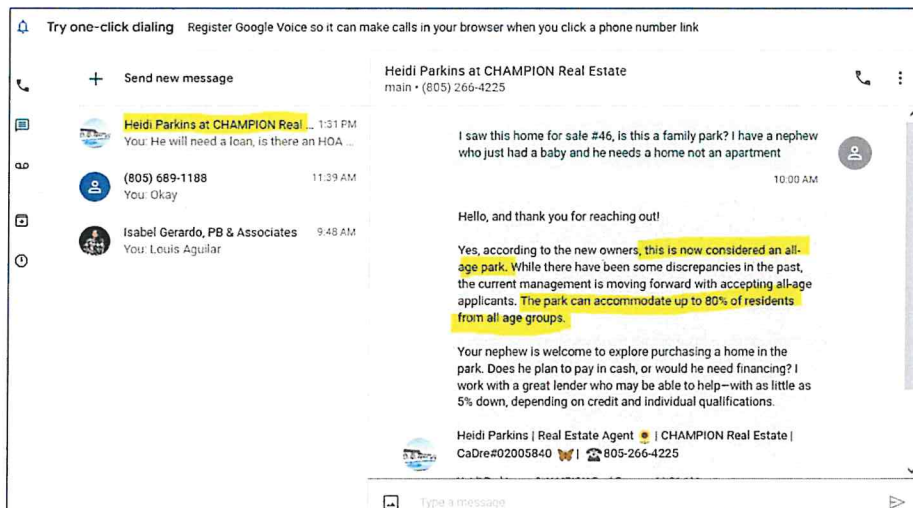 Try one-click dialing Register Google Voice so it can make calls in your browser when you click a phone number link
Send new message
Heidi Parkins at CHAMPION Real ... 1:31 PM
You: He will need a loan, is there an HOA ...
(805) 689-1188 11:39 AM
You: Okay
Isabel Gerardo, PB & Associates 9:48 AM
You: Louis Aguilar
Heidi Parkins at CHAMPION Real Estate
main • (805) 266-4225
I saw this home for sale #46, is this a family park? I have a nephew
who just had a baby and he needs a home not an apartment
10:00 AM
Hello, and thank you for reaching out!
Yes, according to the new owners, this is now considered an all-
age park. While there have been some discrepancies in the past,
the current management is moving forward with accepting all-age
applicants. The park can accommodate up to 80% of residents
from all age groups.
Your nephew is welcome to explore purchasing a home in the
park. Does he plan to pay in cash, or would he need financing? I
work with a great lender who may be able to help—with as little as
5% down, depending on credit and individual qualifications.
Heidi Parkins | Real Estate Agent 🌻 | CHAMPION Real Estate |
CaDre#02005840 🦋 | ☎805-266-4225
Type a message